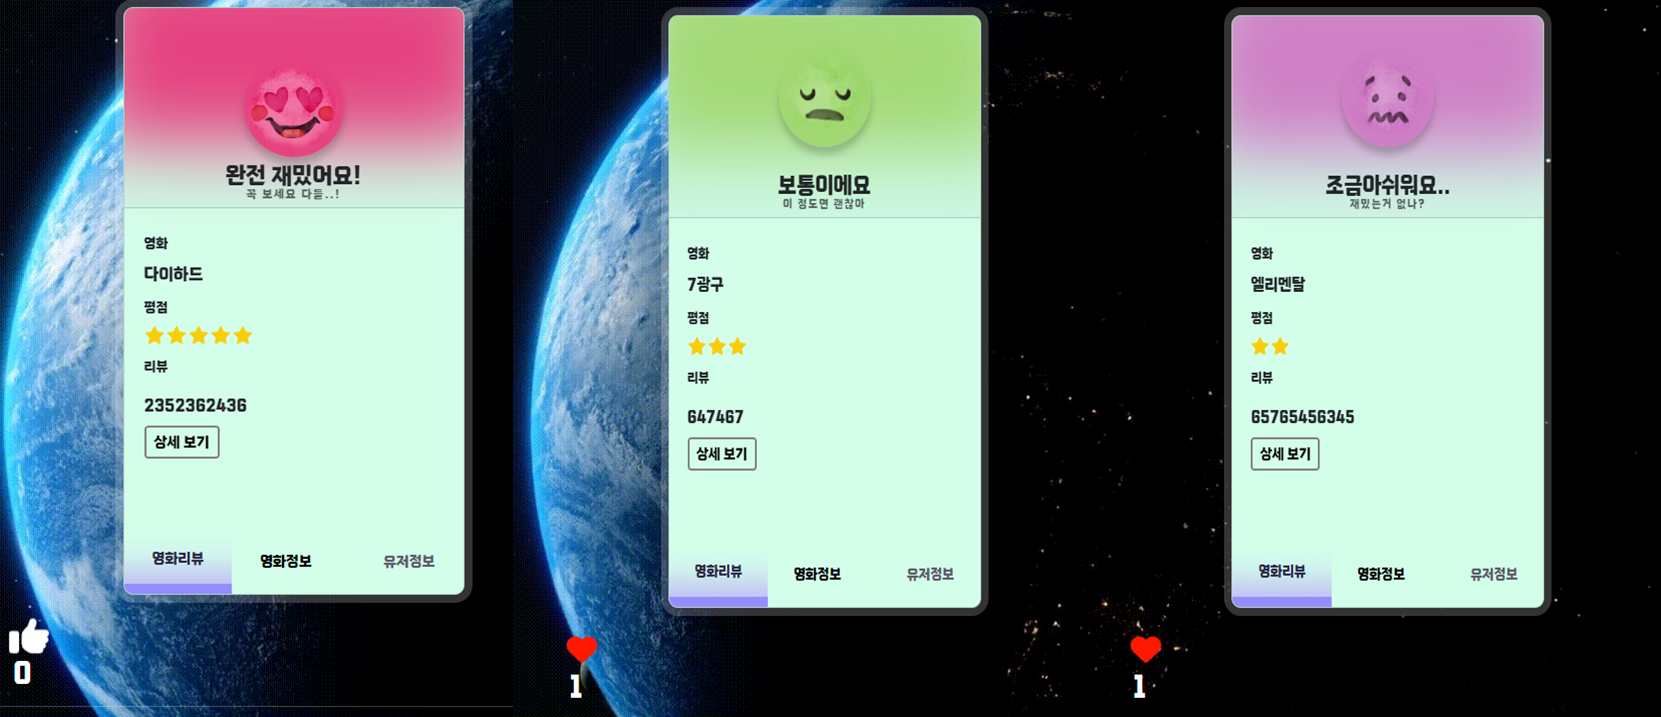 완전 재밌어요!
꼭 보세요 다들..!
영화
다이하드
평점
리뷰
2352362436
상세 보기
영화리뷰
영화정보
유저정보
0
보통이에요
이 정도면 괜찮아
영화
7광구
평점
리뷰
647467
상세 보기
영화리뷰
영화정보
유저정보
1
조금아쉬워요..
재밌는거 없나?
영화
엘리멘탈
평점
리뷰
65765456345
상세 보기
영화리뷰
영화정보
유저정보
1